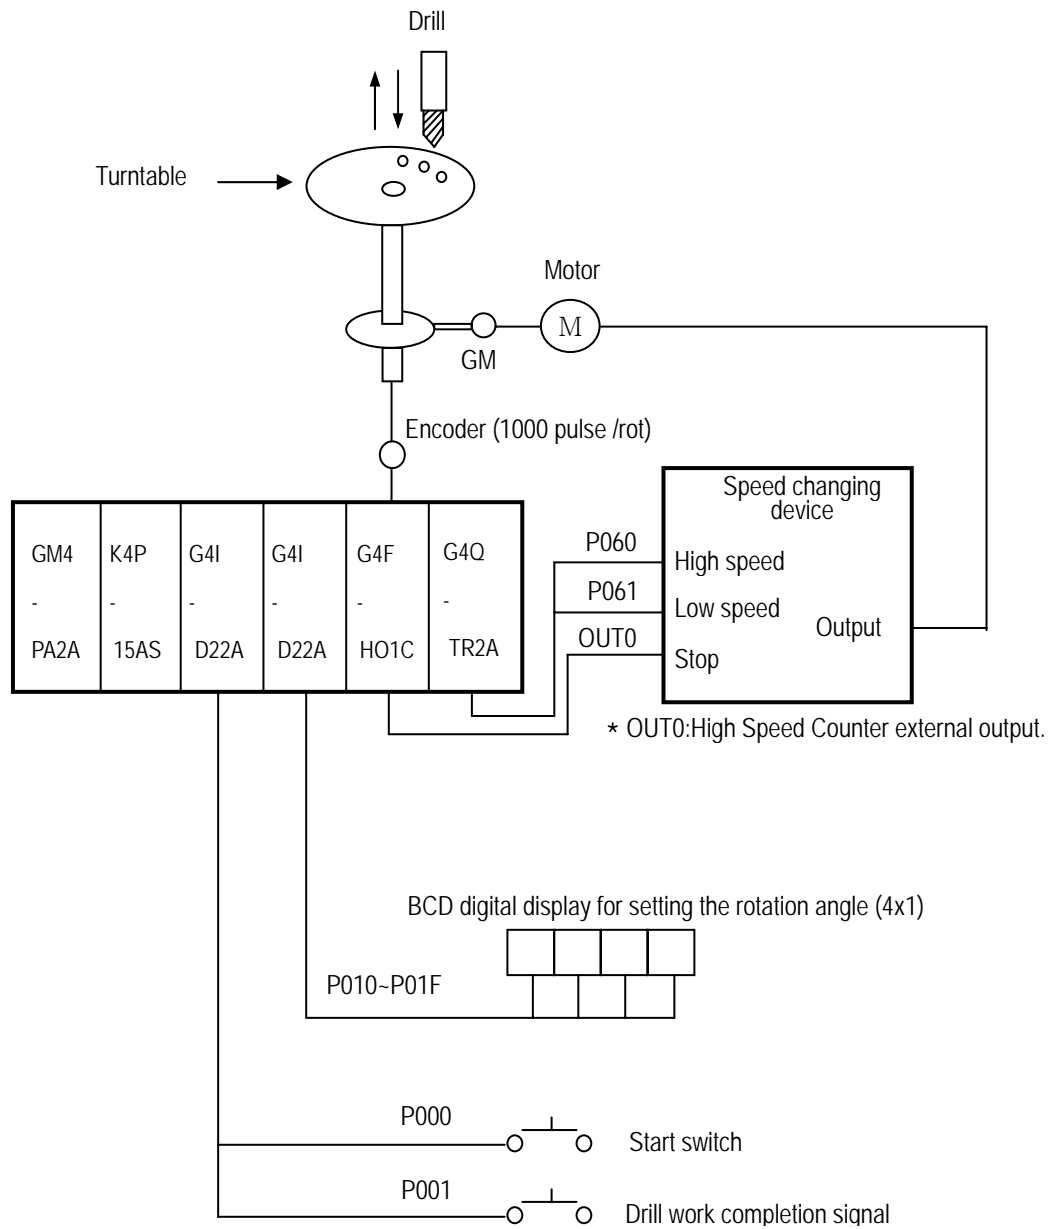 Drill
Turntable
Motor
M
GM
Encoder (1000 pulse /rot)
GM4
-
PA2A
K4P
-
15AS
G4I
-
D22A
G4I
-
D22A
G4F
-
HO1C
G4Q
-
TR2A
P060
P061
OUT0
Speed changing
device
High speed
Low speed
Output
Stop
* OUT0:High Speed Counter external output.
BCD digital display for setting the rotation angle (4x1)
P010~P01F
P000
Start switch
P001
Drill work completion signal